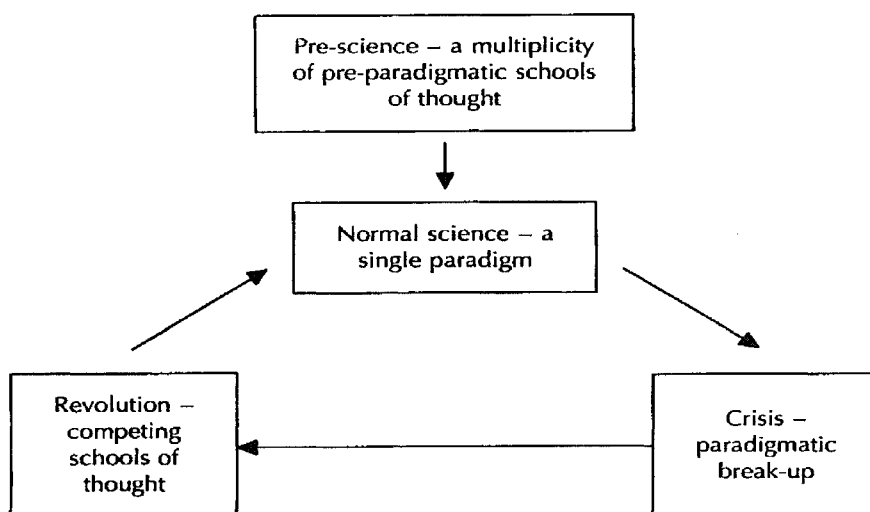 Pre-science – a multiplicity
of pre-paradigmatic schools
of thought
Normal science – a
single paradigm
Revolution –
competing
schools of
thought
Crisis –
paradigmatic
break-up